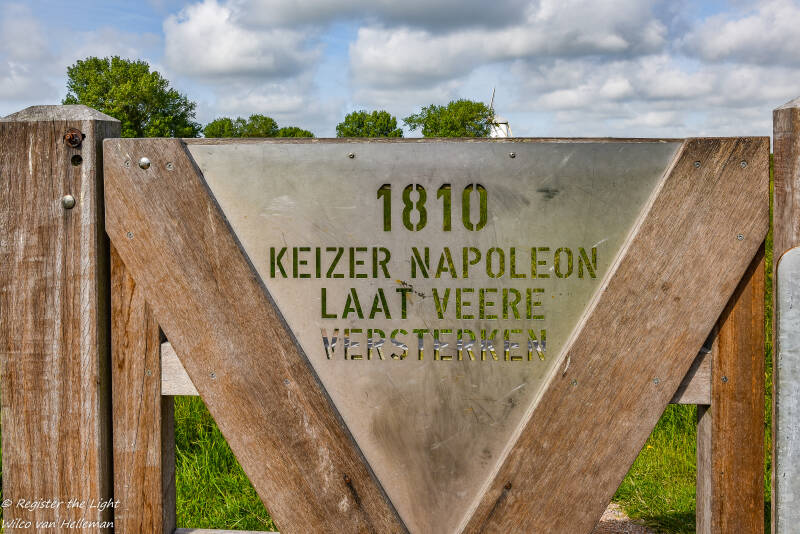 1810
KEIZER NAPOLEON
LAAT VEERE
VERSTERKEN
© Register the Light
Wilco van Helleman